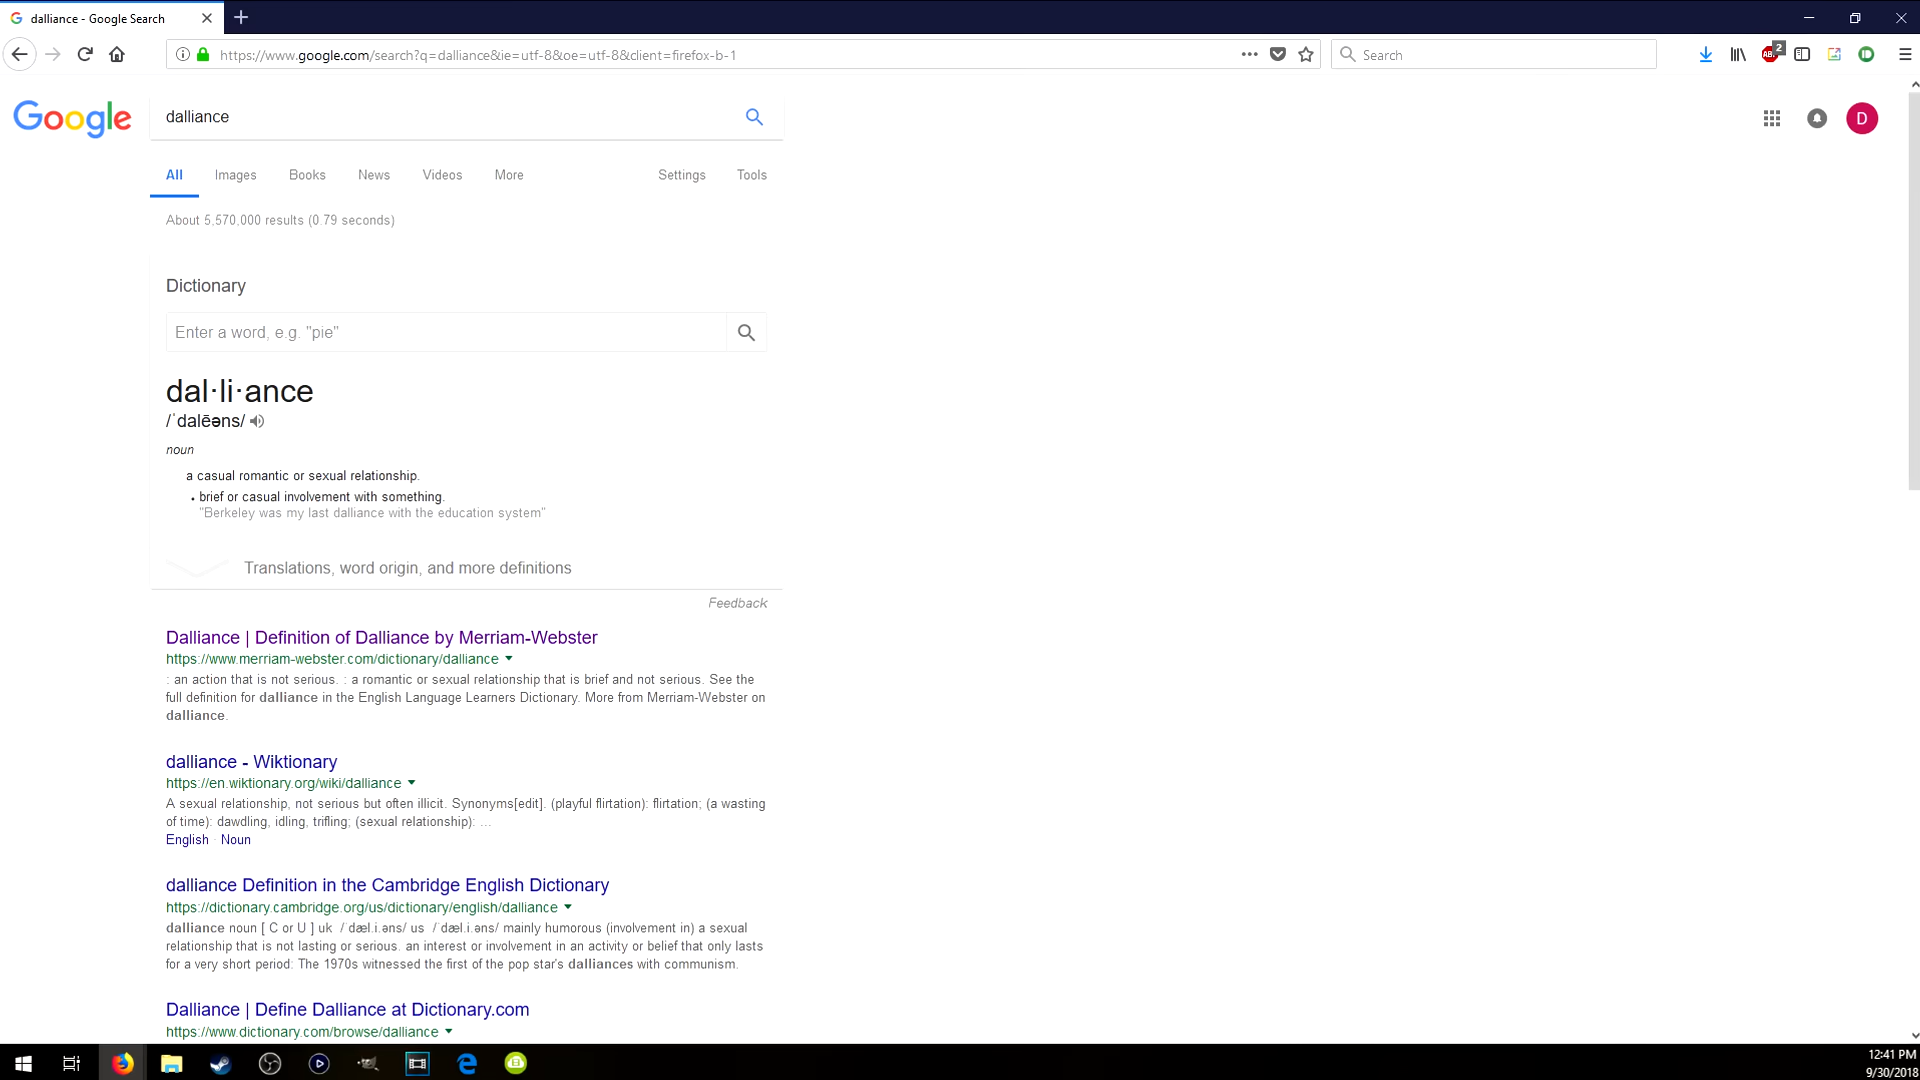 dalliance - Google Search
https://www.google.com/search?q=dalliance&ie=utf-8&oe=utf-8&client=firefox-b-1
Search
ABP
2
Google
dalliance
D
All Images Books News Videos More Settings Tools
About 5,570,000 results (0.79 seconds)
Dictionary
Enter a word, e.g. "pie"
dal·li·ance
/ˈdalēəns/
noun
a casual romantic or sexual relationship.
• brief or casual involvement with something.
"Berkeley was my last dalliance with the education system"
Translations, word origin, and more definitions
Feedback
Dalliance | Definition of Dalliance by Merriam-Webster
https://www.merriam-webster.com/dictionary/dalliance
: an action that is not serious. : a romantic or sexual relationship that is brief and not serious. See the
full definition for dalliance in the English Language Learners Dictionary. More from Merriam-Webster on
dalliance.
dalliance - Wiktionary
https://en.wiktionary.org/wiki/dalliance
A sexual relationship, not serious but often illicit. Synonyms[edit]. (playful flirtation): flirtation; (a wasting
of time): dawdling, idling, trifling; (sexual relationship): ...
English · Noun
dalliance Definition in the Cambridge English Dictionary
https://dictionary.cambridge.org/us/dictionary/english/dalliance
dalliance noun [ C or U ] uk /ˈdæl.i.əns/ us /ˈdæl.i.əns/ mainly humorous (involvement in) a sexual
relationship that is not lasting or serious. an interest or involvement in an activity or belief that only lasts
for a very short period: The 1970s witnessed the first of the pop star's dalliances with communism.
Dalliance | Define Dalliance at Dictionary.com
https://www.dictionary.com/browse/dalliance
12:41 PM
9/30/2018